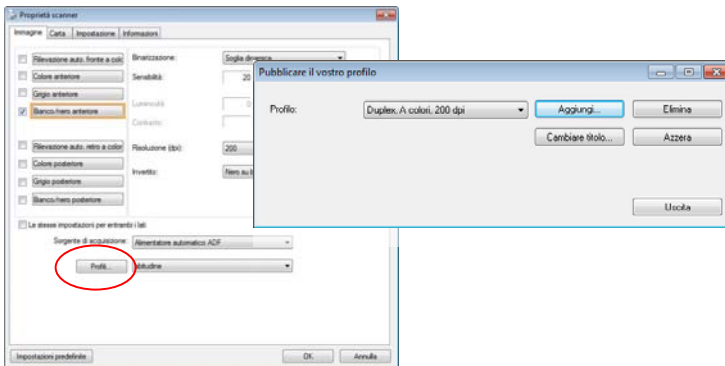 Proprietà scanner
Immagine Carta Impostazione Informazioni
Rilevazione auto. fronte a colo
Binarizzazione: Soglia dinamica
Colore anteriore
Sensibilità: 20
Grigio anteriore
Luminosità: 0
Bianco/nero anteriore
Contrasto:
Rilevazione auto. retro a color
Risoluzione (dpi): 200
Colore posteriore
Invertito: Nero su b
Grigio posteriore
Bianco/nero posteriore
Le stesse impostazioni per entrambi i lati
Sorgente di acquisizione: Alimentatore automatico ADF
Profili... abitudine
Impostazioni predefinite OK Annulla
Pubblicare il vostro profilo
Profilo: Duplex, A colori, 200 dpi Aggiungi... Elimina
Cambiare titolo... Azzera
Uscita